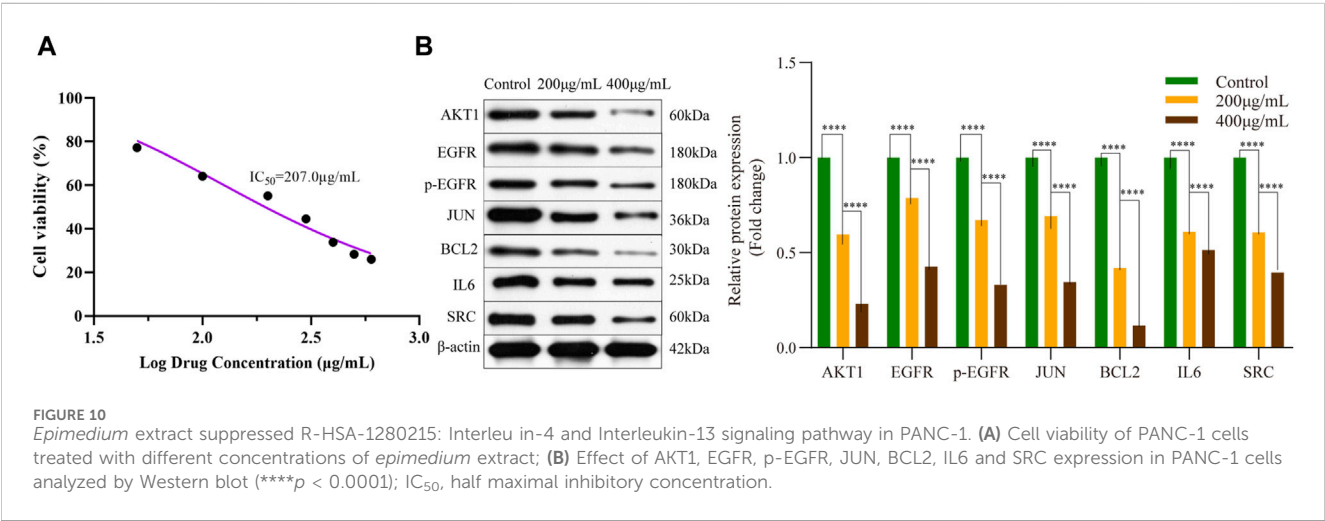 A
Cell viability (%)
100
80
60
40
20
0
IC50=207.0μg/mL
1.5 2.0 2.5 3.0
Log Drug Concentration (μg/mL)
B
Control 200μg/mL 400μg/mL
AKT1 60kDa
EGFR 180kDa
p-EGFR 180kDa
JUN 36kDa
BCL2 30kDa
IL6 25kDa
SRC 60kDa
β-actin 42kDa
Relative protein expression
(Fold change)
1.5
1.0
0.5
0.0
Control
200μg/mL
400μg/mL
**** **** **** **** **** **** ****
**** **** **** **** **** **** ****
AKT1 EGFR p-EGFR JUN BCL2 IL6 SRC
FIGURE 10
Epimedium extract suppressed R-HSA-1280215: Interleu in-4 and Interleukin-13 signaling pathway in PANC-1. (A) Cell viability of PANC-1 cells
treated with different concentrations of epimedium extract; (B) Effect of AKT1, EGFR, p-EGFR, JUN, BCL2, IL6 and SRC expression in PANC-1 cells
analyzed by Western blot (****p < 0.0001); IC50, half maximal inhibitory concentration.